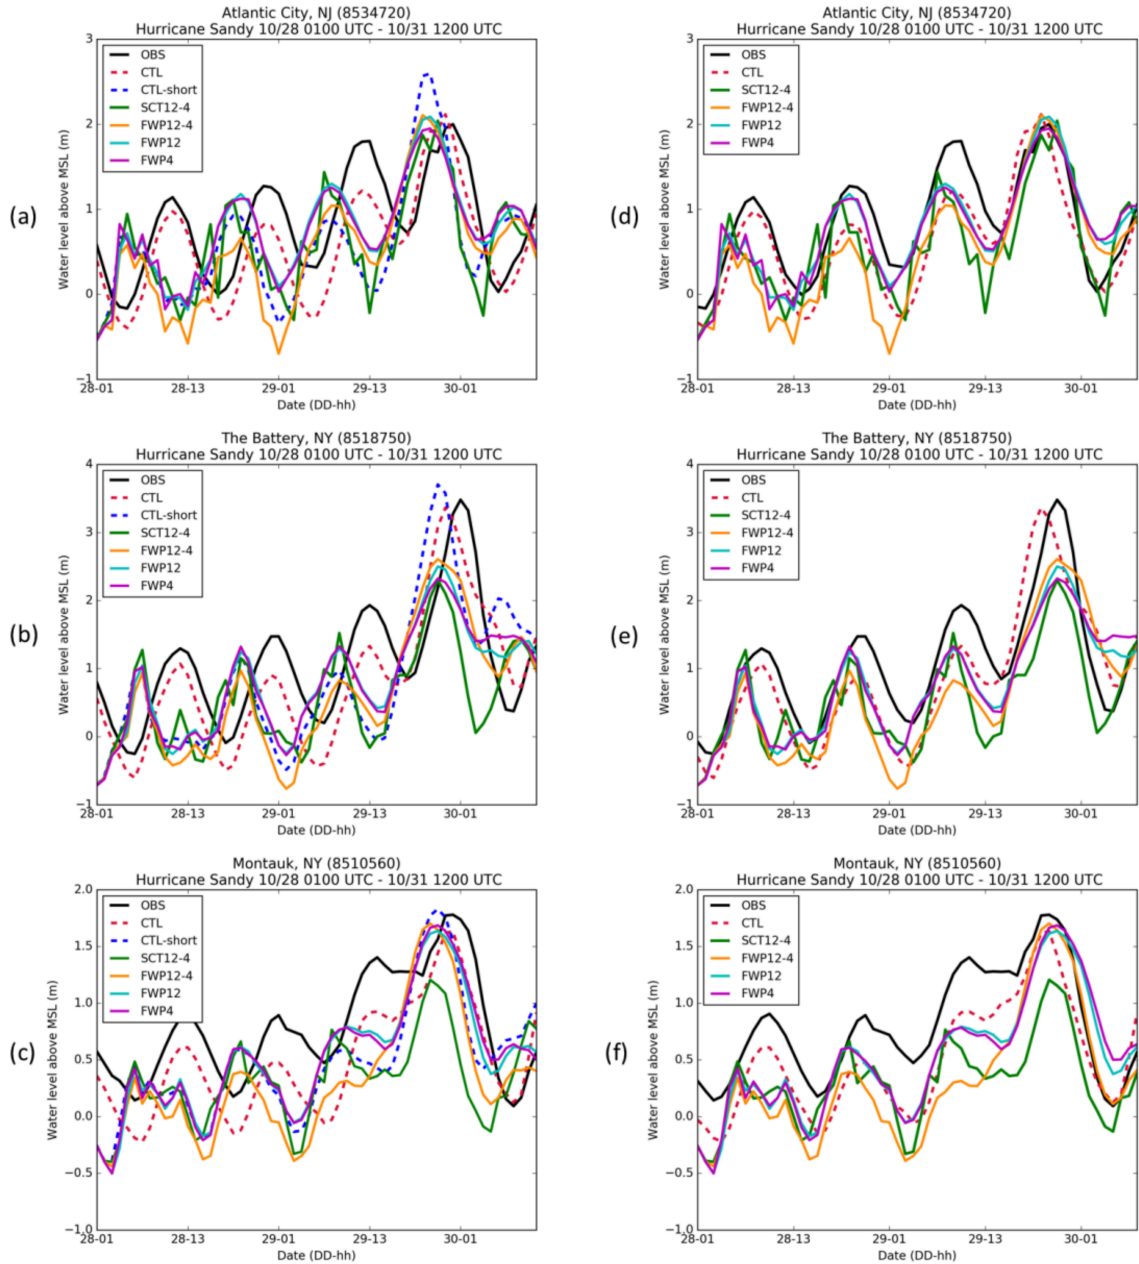 Atlantic City, NJ (8534720)
Hurricane Sandy 10/28 0100 UTC - 10/31 1200 UTC
(a)
Water level above MSL (m)
3
2
1
0
−1
OBS
CTL
CTL-short
SCT12-4
FWP12-4
FWP12
FWP4
28-01
28-13
29-01
29-13
30-01
Date (DD-hh)
Atlantic City, NJ (8534720)
Hurricane Sandy 10/28 0100 UTC - 10/31 1200 UTC
(d)
Water level above MSL (m)
3
2
1
0
−1
OBS
CTL
SCT12-4
FWP12-4
FWP12
FWP4
28-01
28-13
29-01
29-13
30-01
Date (DD-hh)
The Battery, NY (8518750)
Hurricane Sandy 10/28 0100 UTC - 10/31 1200 UTC
(b)
Water level above MSL (m)
4
3
2
1
0
−1
OBS
CTL
CTL-short
SCT12-4
FWP12-4
FWP12
FWP4
28-01
28-13
29-01
29-13
30-01
Date (DD-hh)
The Battery, NY (8518750)
Hurricane Sandy 10/28 0100 UTC - 10/31 1200 UTC
(e)
Water level above MSL (m)
4
3
2
1
0
−1
OBS
CTL
SCT12-4
FWP12-4
FWP12
FWP4
28-01
28-13
29-01
29-13
30-01
Date (DD-hh)
Montauk, NY (8510560)
Hurricane Sandy 10/28 0100 UTC - 10/31 1200 UTC
(c)
Water level above MSL (m)
2.0
1.5
1.0
0.5
0.0
−0.5
−1.0
OBS
CTL
CTL-short
SCT12-4
FWP12-4
FWP12
FWP4
28-01
28-13
29-01
29-13
30-01
Date (DD-hh)
Montauk, NY (8510560)
Hurricane Sandy 10/28 0100 UTC - 10/31 1200 UTC
(f)
Water level above MSL (m)
2.0
1.5
1.0
0.5
0.0
−0.5
−1.0
OBS
CTL
SCT12-4
FWP12-4
FWP12
FWP4
28-01
28-13
29-01
29-13
30-01
Date (DD-hh)